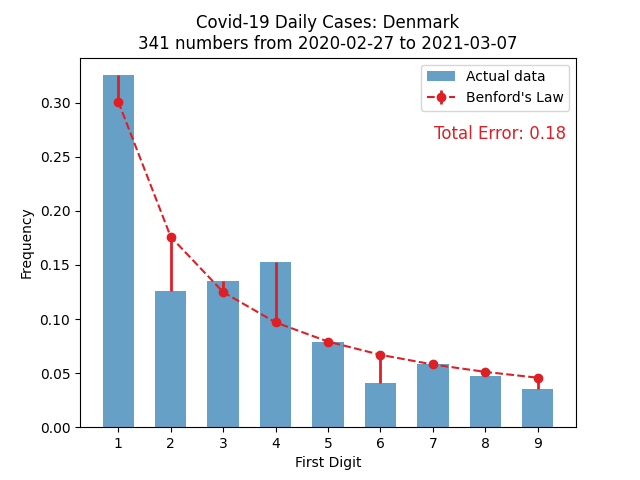 Covid-19 Daily Cases: Denmark
341 numbers from 2020-02-27 to 2021-03-07
Actual data
Benford's Law
Total Error: 0.18
Frequency
0.30
0.25
0.20
0.15
0.10
0.05
0.00
1 2 3 4 5 6 7 8 9
First Digit